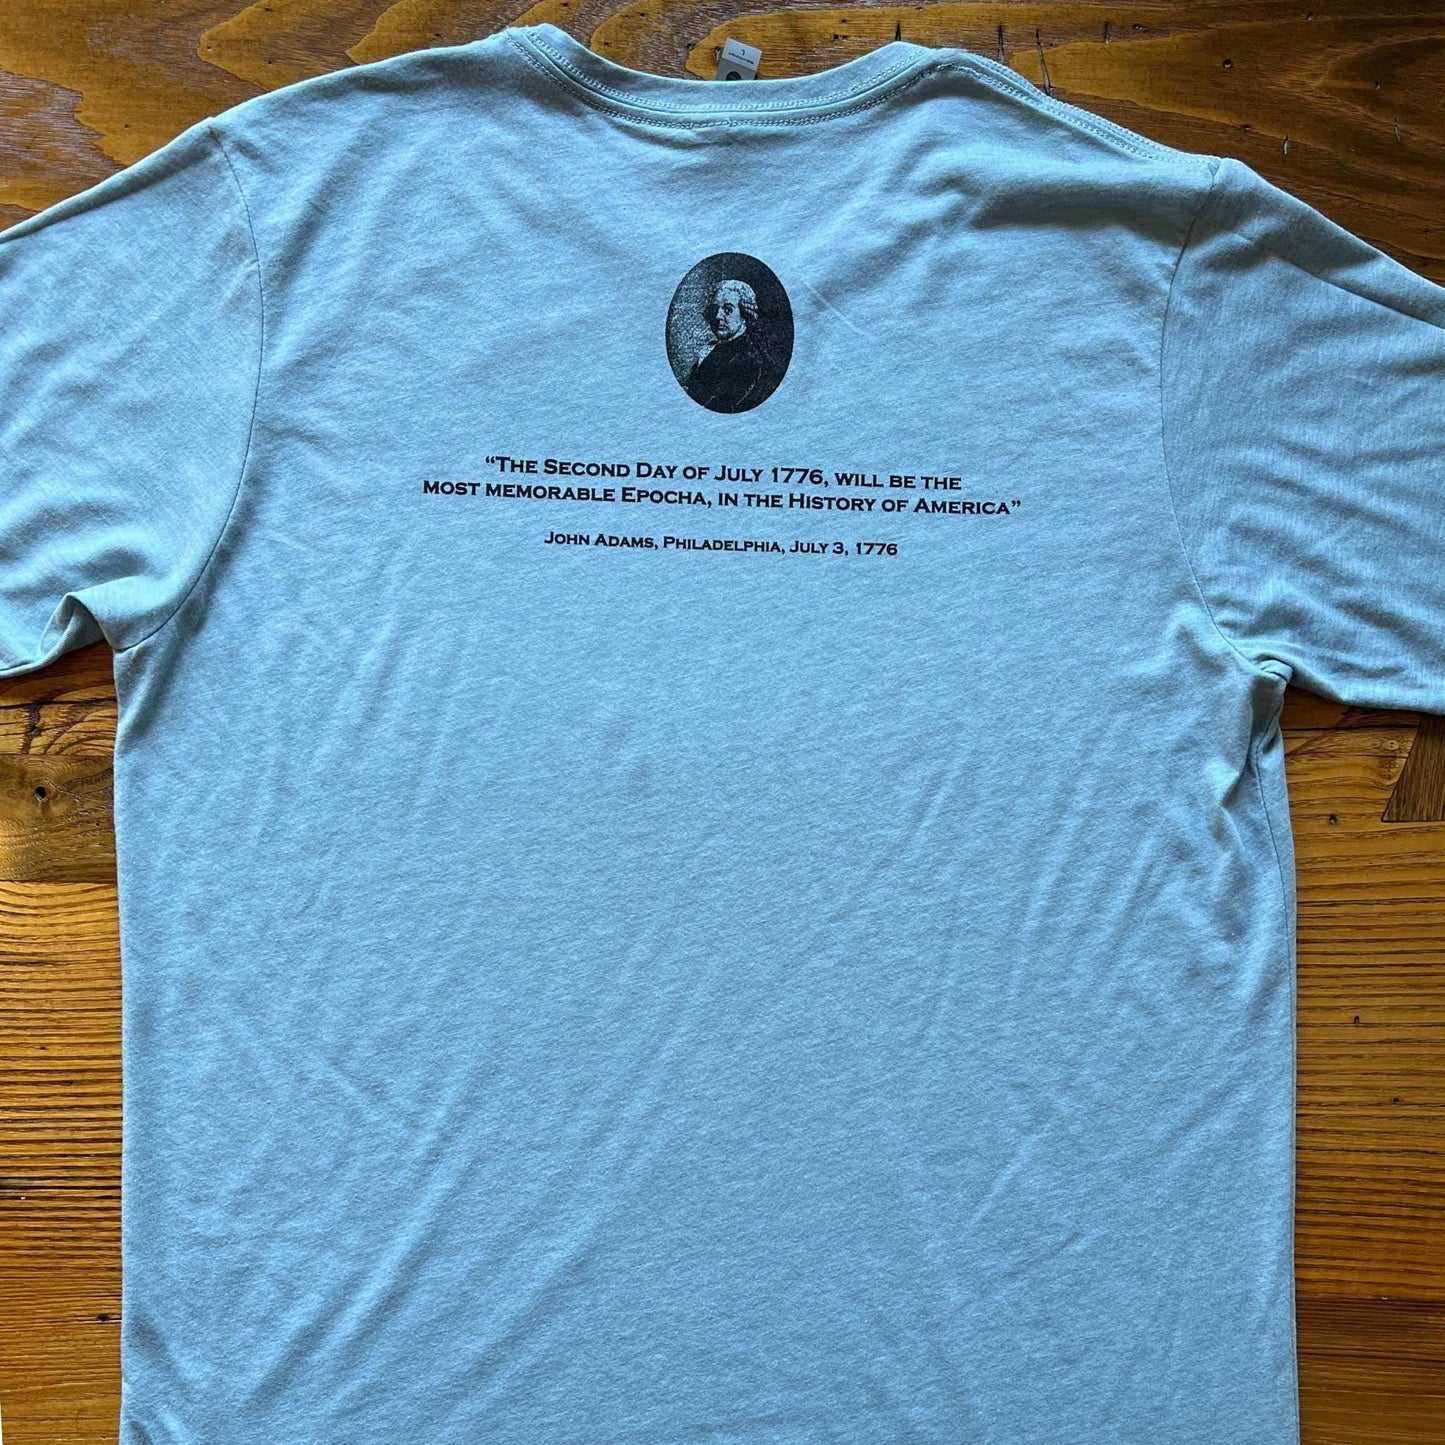 “The Second Day of July 1776, will be the
most memorable Epocha, in the History of America”
John Adams, Philadelphia, July 3, 1776